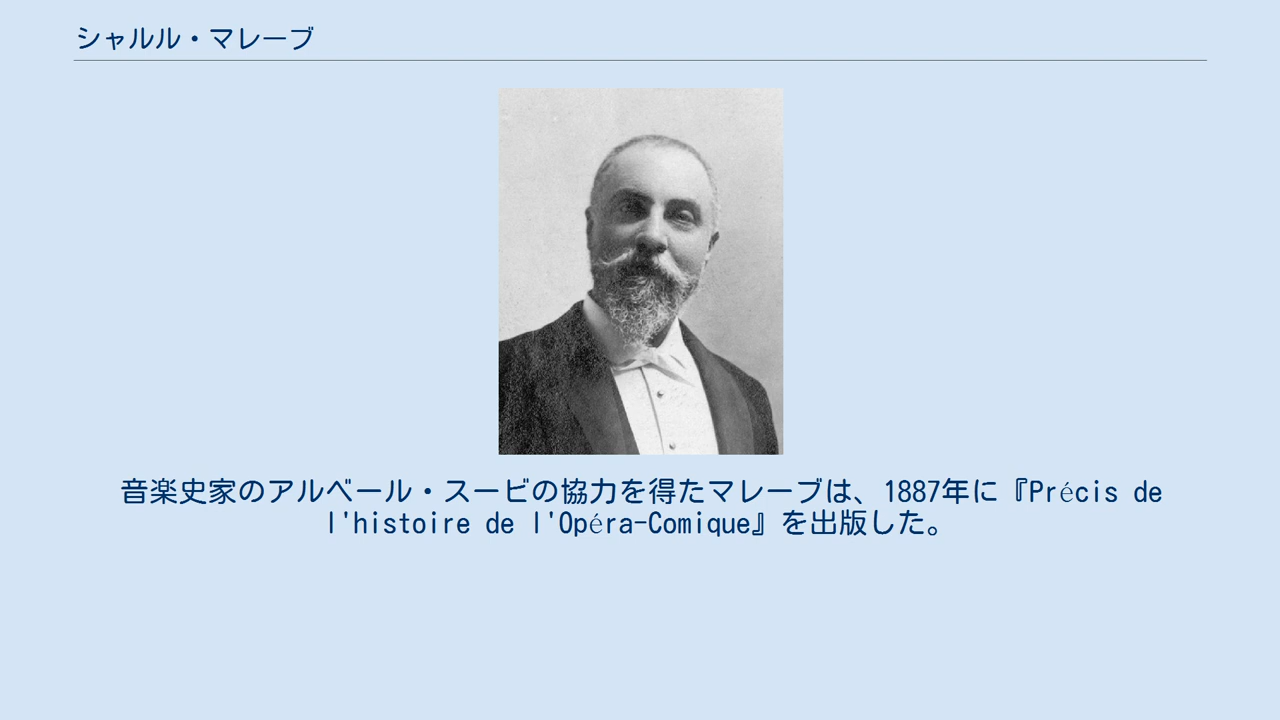 シャルル・マレーブ
音楽史家のアルベール・スービの協力を得たマレーブは、1887年に『Précis de
l'histoire de l'Opéra-Comique』を出版した。